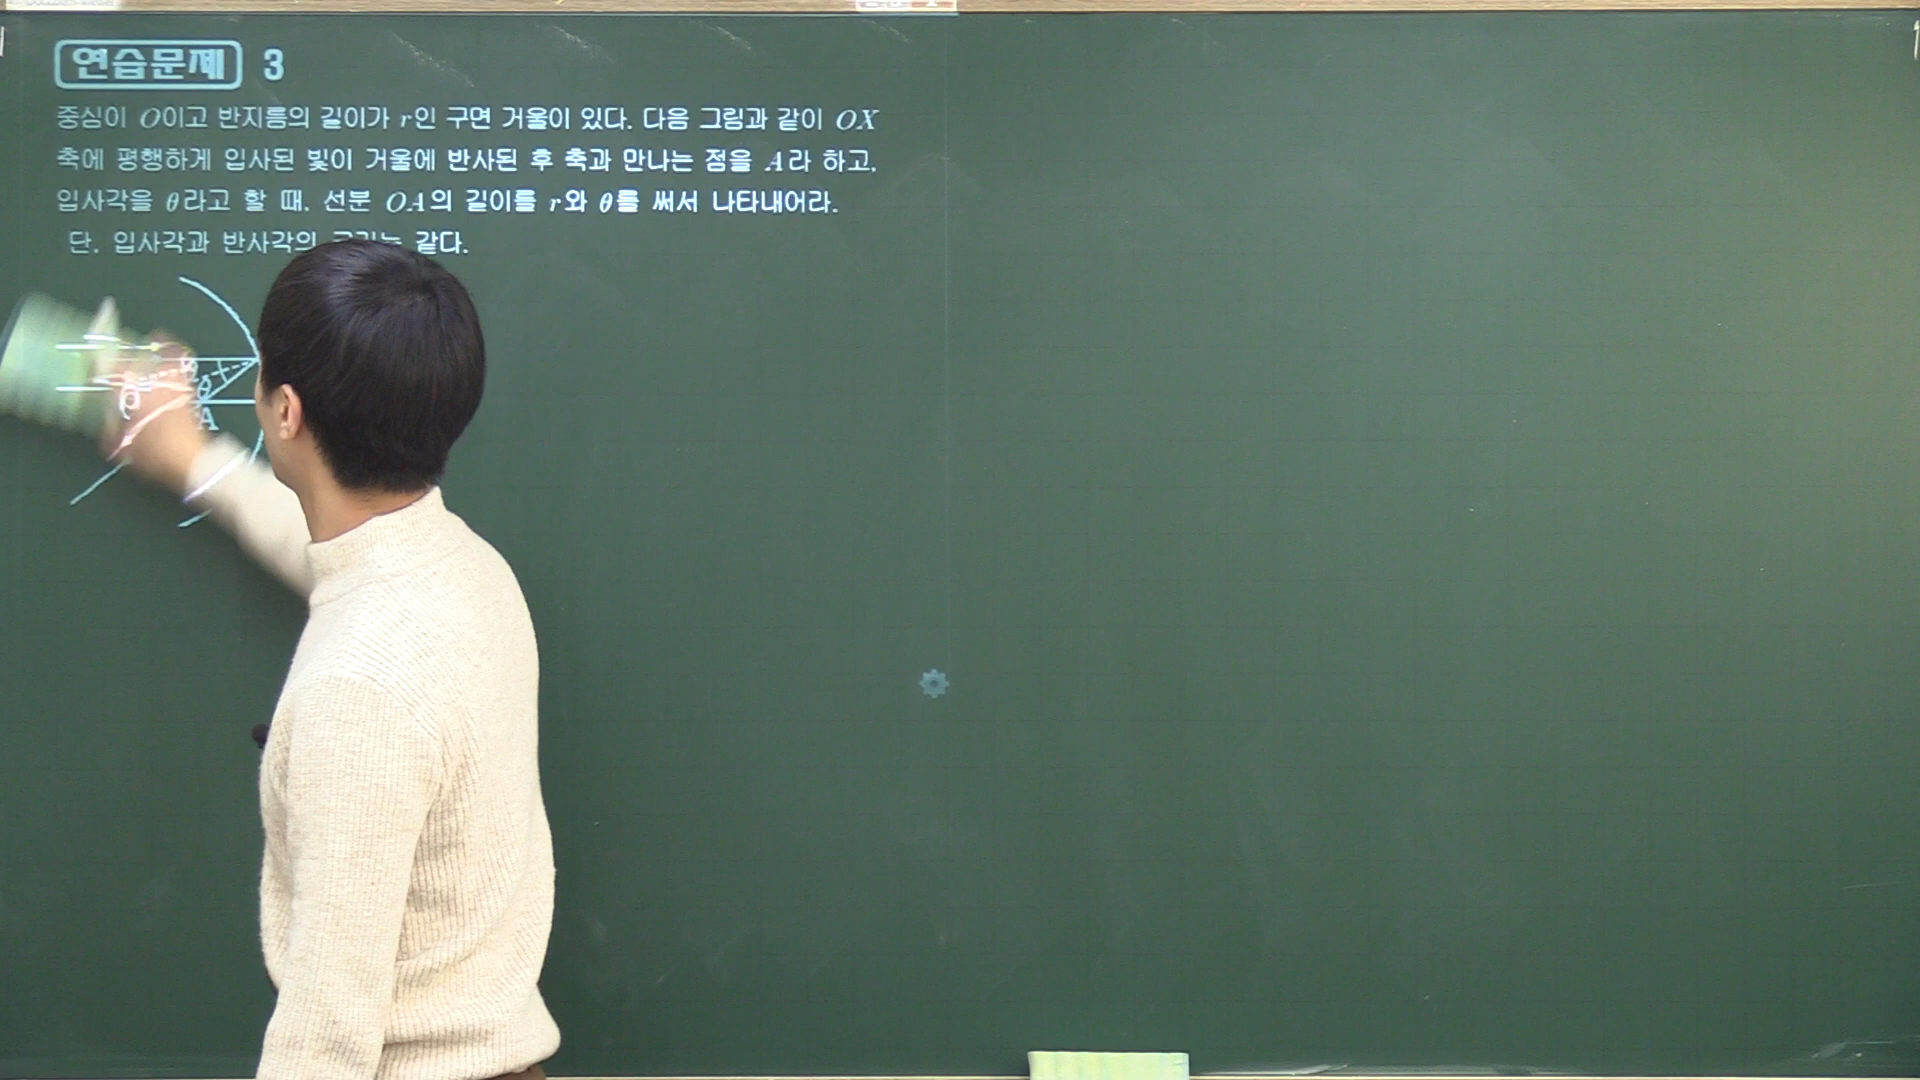 연습문제 3
중심이 O이고 반지름의 길이가 r인 구면 거울이 있다. 다음 그림과 같이 OX
축에 평행하게 입사된 빛이 거울에 반사된 후 축과 만나는 점을 A라 하고,
입사각을 θ라고 할 때, 선분 OA의 길이를 r와 θ를 써서 나타내어라.
단, 입사각과 반사각의 같다.
θ
A